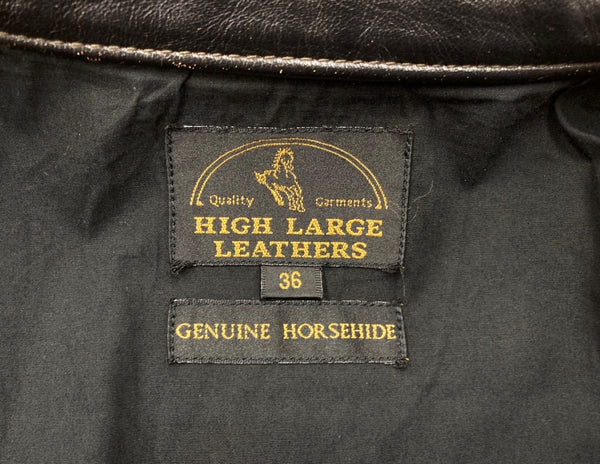 Quality Garments
HIGH LARGE
LEATHERS
36
GENUINE HORSEHIDE